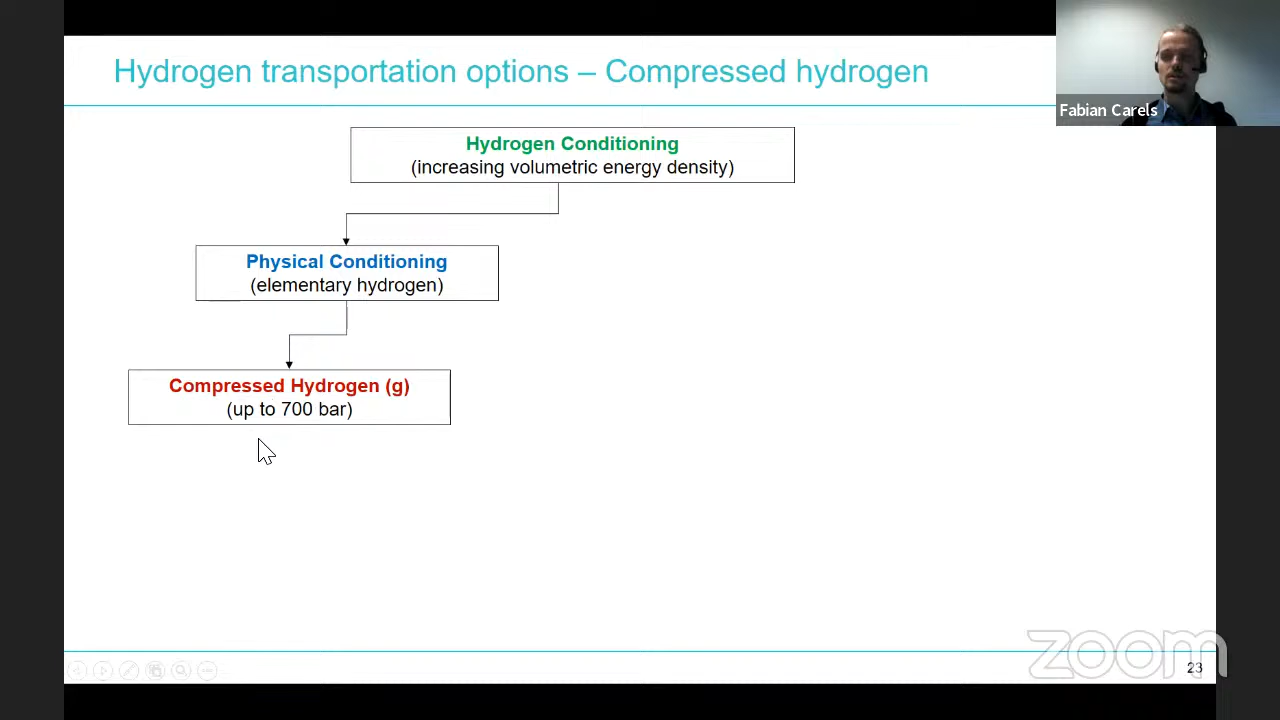 Hydrogen transportation options – Compressed hydrogen
Fabian Carels
Hydrogen Conditioning
(increasing volumetric energy density)
Physical Conditioning
(elementary hydrogen)
Compressed Hydrogen (g)
(up to 700 bar)
zoom
23